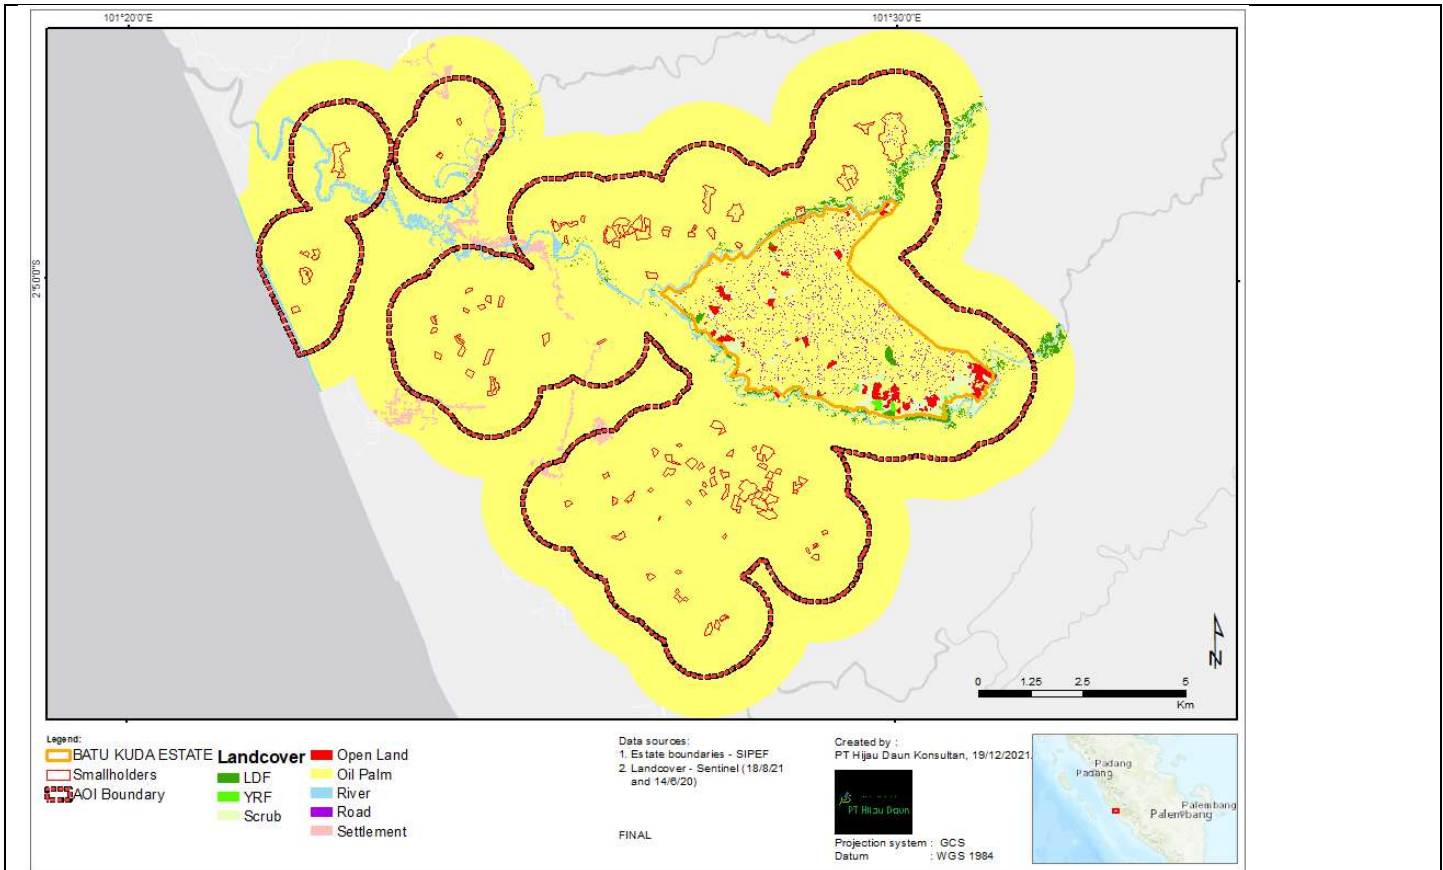 101°20'0"E
101°30'0"E
2°50'0"S
N
0 1.25 2.5 5
Km
Legend:
BATU KUDA ESTATE
Smallholders
AOI Boundary
Landcover
LDF
YRF
Scrub
Open Land
Oil Palm
River
Road
Settlement
Data sources:
1. Estate boundaries - SIPEF
2. Landcover - Sentinel (18/8/21
and 14/6/20)
FINAL
Created by :
PT Hijau Daun Konsultan, 19/12/2021.
PT Hijau Daun
Projection system : GCS
Datum : WGS 1984
Padang
Padang
Palembang
Palembang